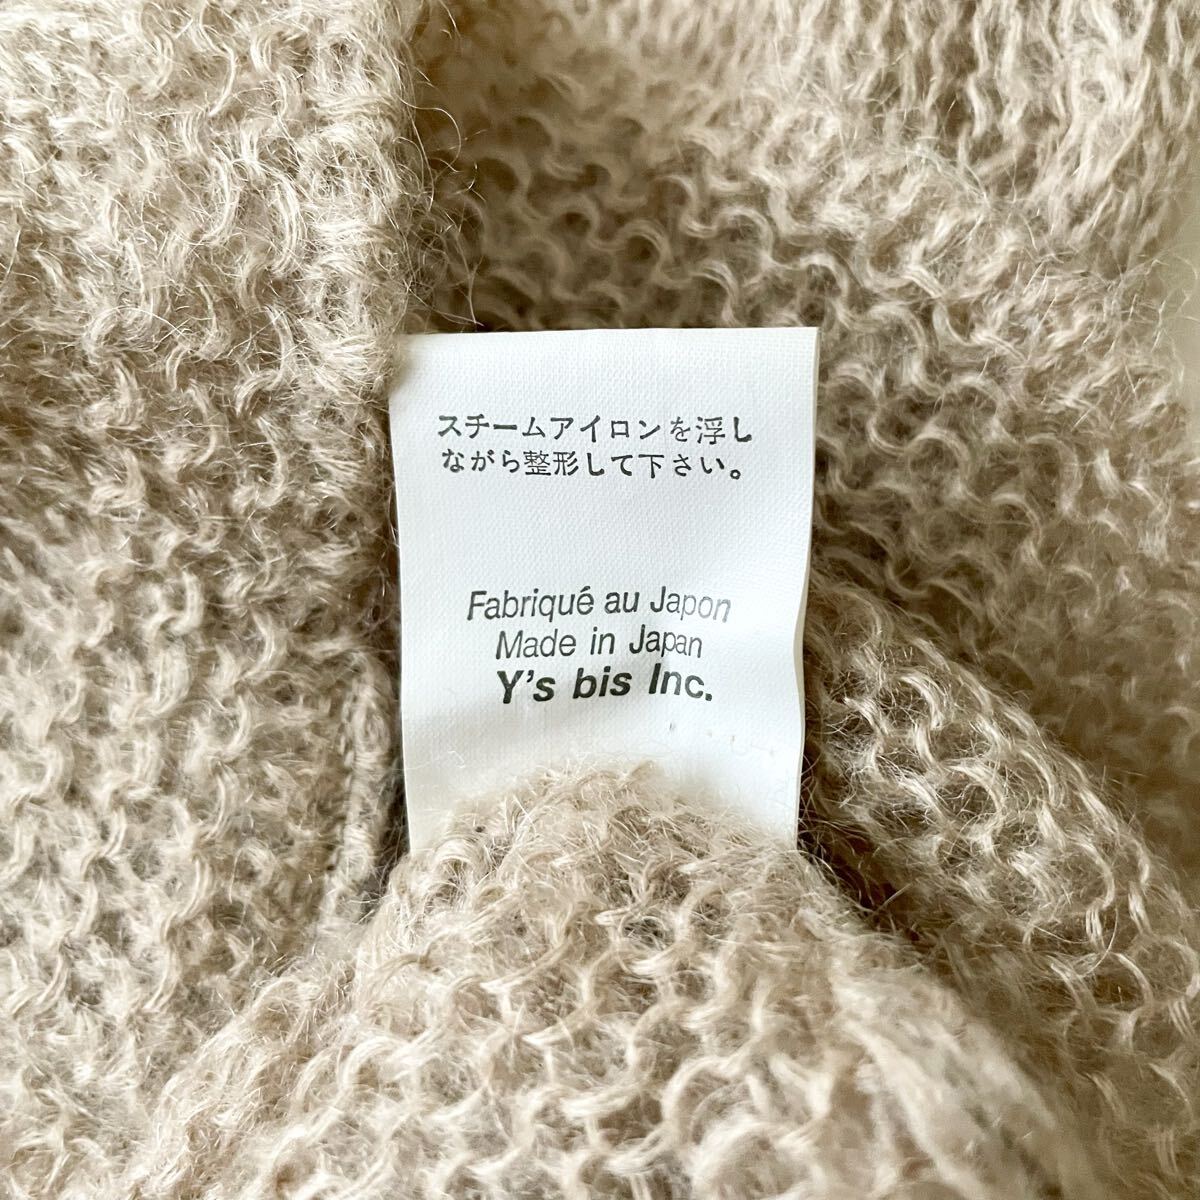 スチームアイロンを浮し
ながら整形して下さい。
Fabriqué au Japon
Made in Japan
Y's bis Inc.